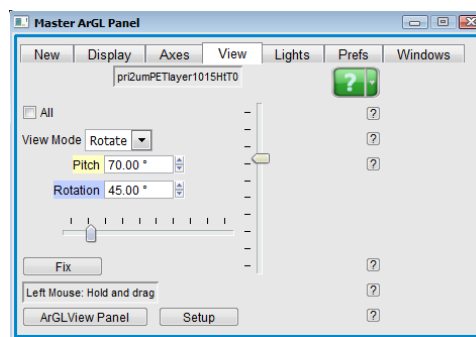 Master ArGL Panel
New Display Axes View Lights Prefs Windows
pri2umPETlayer1015HtT0
?
All ?
View Mode Rotate ?
Pitch 70.00 ° ?
Rotation 45.00 °
Fix ?
Left Mouse: Hold and drag ?
ArGLView Panel Setup ?